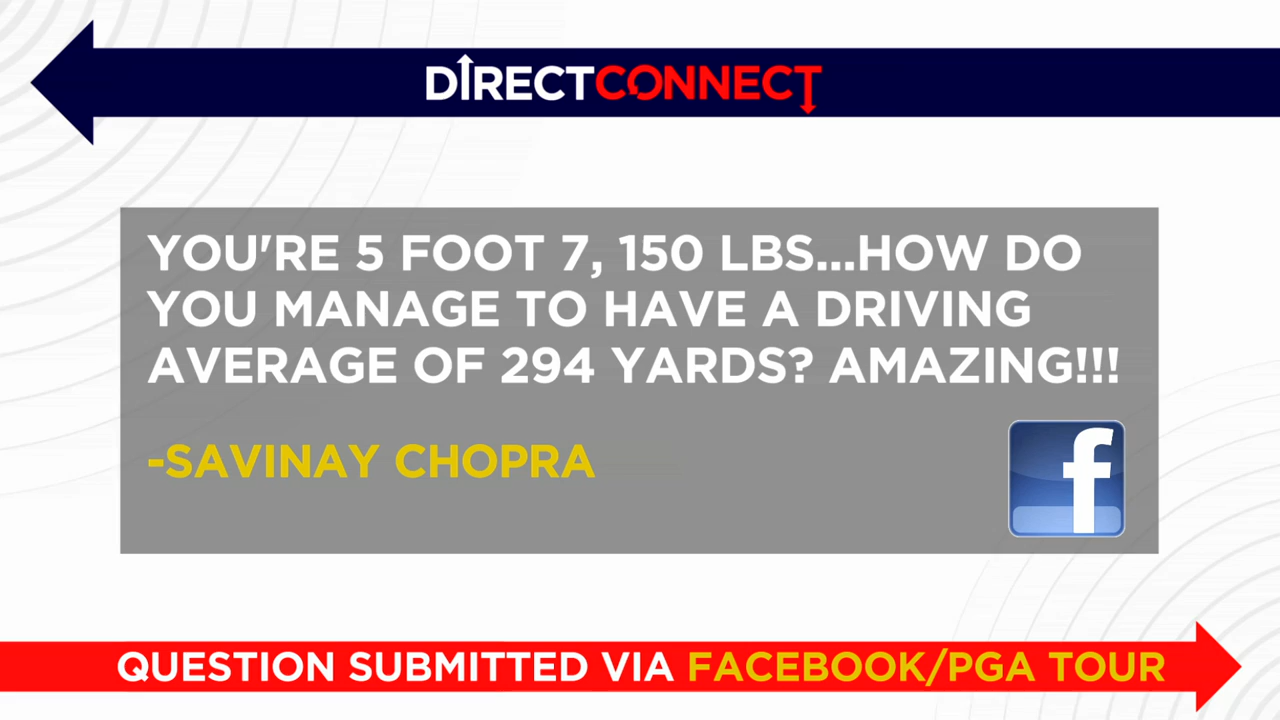 DIRECTCONNECT
YOU'RE 5 FOOT 7, 150 LBS...HOW DO
YOU MANAGE TO HAVE A DRIVING
AVERAGE OF 294 YARDS? AMAZING!!!
-SAVINAY CHOPRA
f
QUESTION SUBMITTED VIA FACEBOOK/PGA TOUR